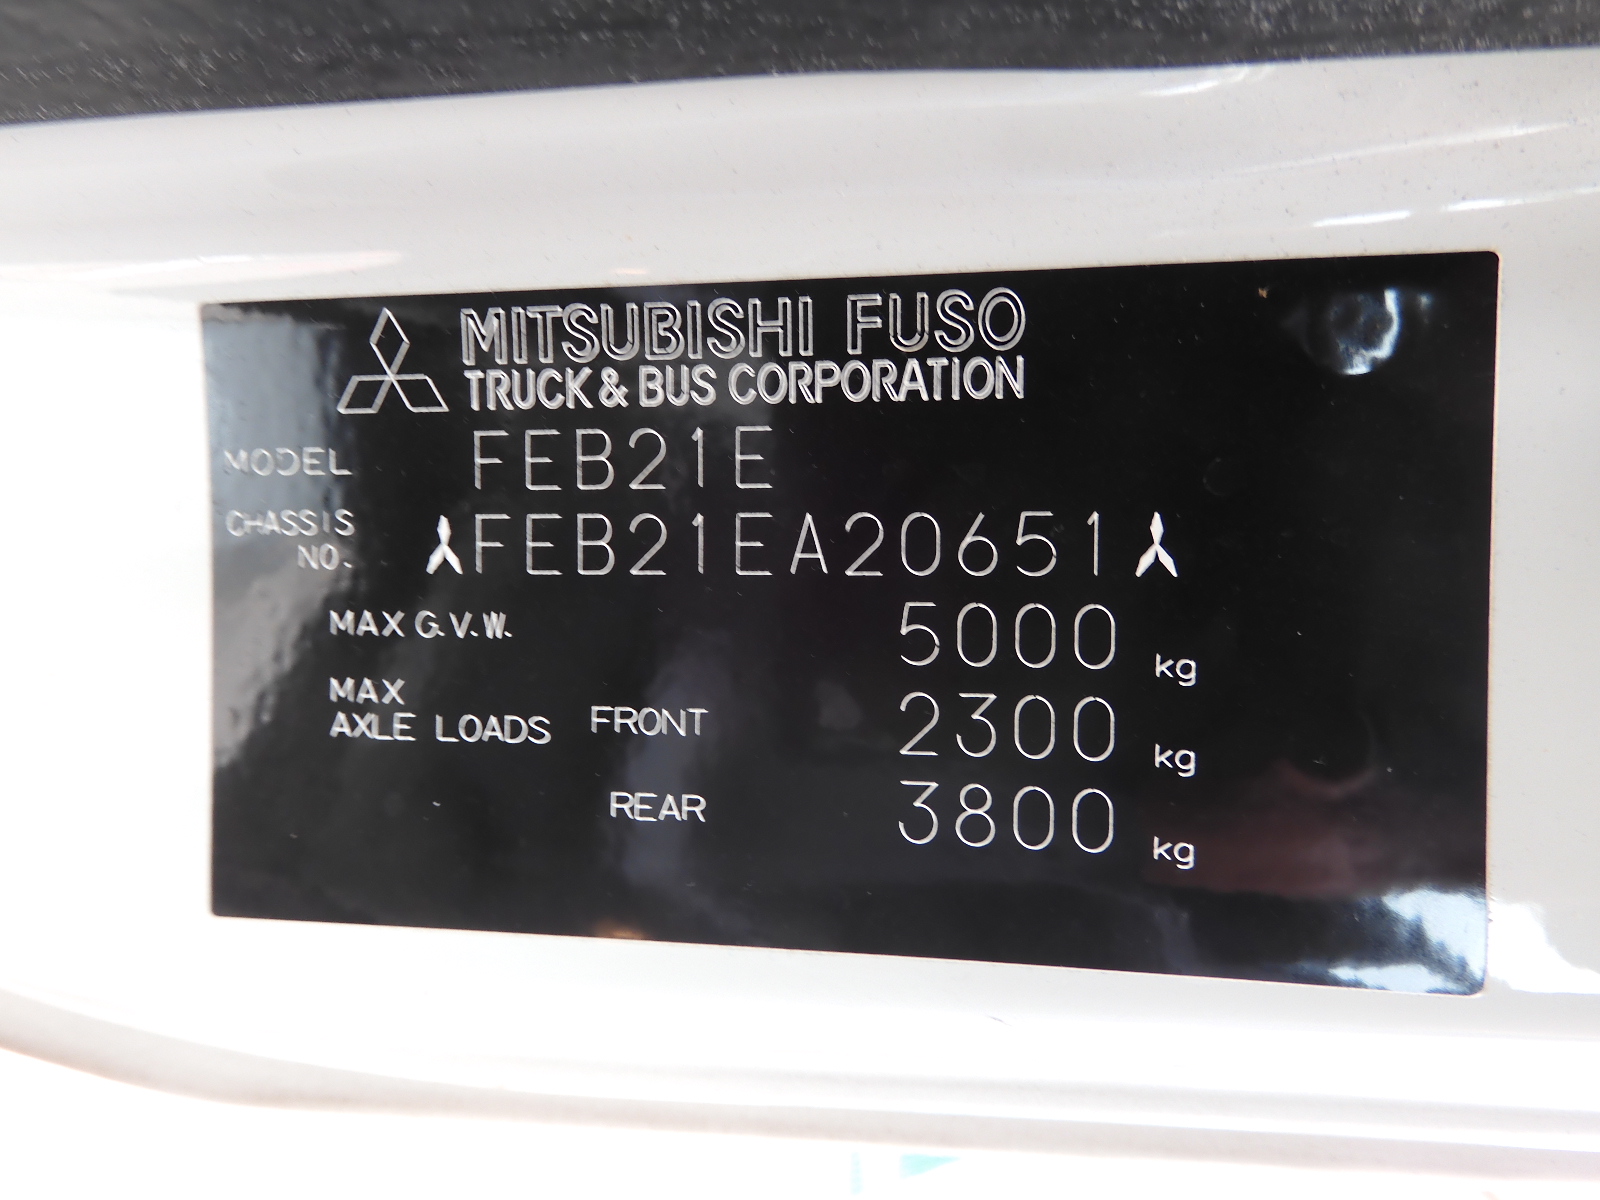 MITSUBISHI FUSO
TRUCK & BUS CORPORATION
MODEL FEB21E
CHASSIS
NO. FEB21EA20651
MAX G.V.W. 5000 kg
MAX
AXLE LOADS FRONT 2300 kg
REAR 3800 kg